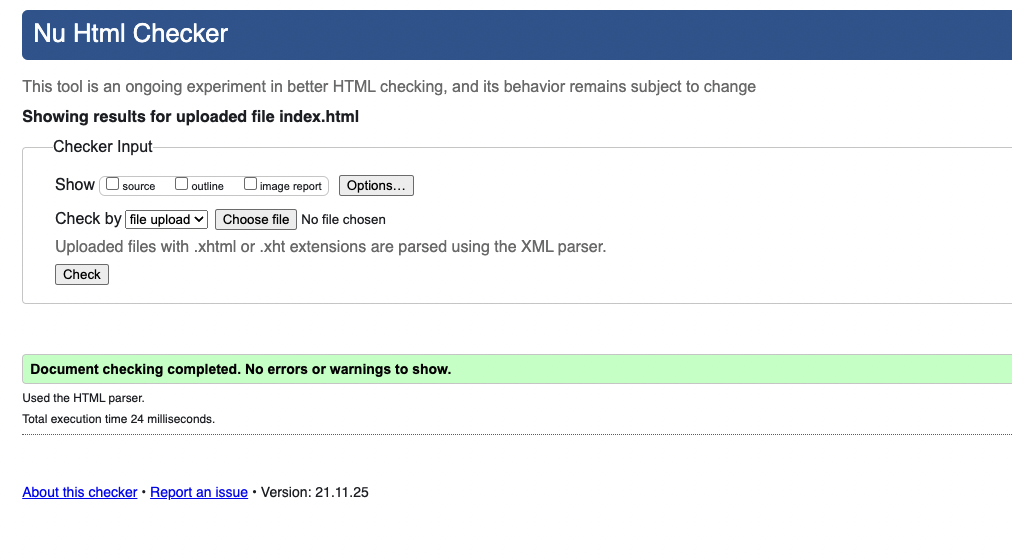 Nu Html Checker
This tool is an ongoing experiment in better HTML checking, and its behavior remains subject to change
Showing results for uploaded file index.html
Checker Input
Show source outline image report Options...
Check by file upload Choose file No file chosen
Uploaded files with .xhtml or .xht extensions are parsed using the XML parser.
Check
Document checking completed. No errors or warnings to show.
Used the HTML parser.
Total execution time 24 milliseconds.
About this checker • Report an issue • Version: 21.11.25